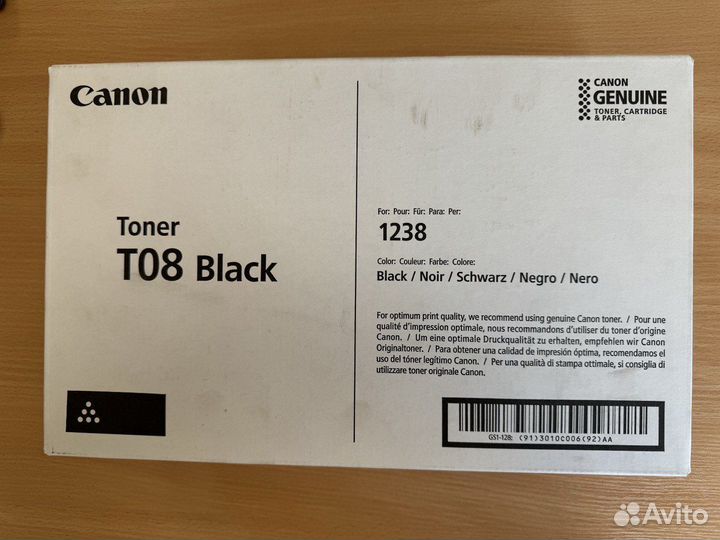 Canon
CANON
GENUINE
TONER, CARTRIDGE
& PARTS
Toner
T08 Black
For: Pour: Für: Para: Per:
1238
Color: Couleur: Farbe: Colore:
Black / Noir / Schwarz / Negro / Nero
For optimum print quality, we recommend using genuine Canon toner. / Pour une
qualité d'impression optimale, nous recommandons d'utiliser du toner d'origine
Canon. / Um eine optimale Druckqualität zu erhalten, empfehlen wir Canon
Originaltoner. / Para obtener una calidad de impresión óptima, recomendamos el
uso del tóner legítimo Canon. / Per una qualità di stampa ottimale, si consiglia di
utilizzare toner originale Canon.
GS1-128: (91)3010C006(92)AA
Avito